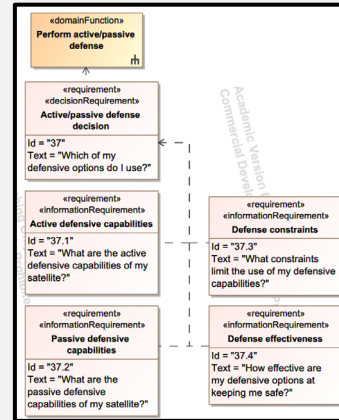 «domainFunction»
Perform active/passive
defense
«requirement»
«decisionRequirement»
Active/passive defense
decision
Id = "37"
Text = "Which of my
defensive options do I use?"
«requirement»
«informationRequirement»
Active defensive capabilities
Id = "37.1"
Text = "What are the active
defensive capabilities of my
satellite?"
«requirement»
«informationRequirement»
Defense constraints
Id = "37.3"
Text = "What constraints
limit the use of my defensive
capabilities?"
«requirement»
«informationRequirement»
Passive defensive
capabilities
Id = "37.2"
Text = "What are the
passive defensive
capabilities of my satellite?"
«requirement»
«informationRequirement»
Defense effectiveness
Id = "37.4"
Text = "How effective are
my defensive options at
keeping me safe?"
Academic Version
Commercial